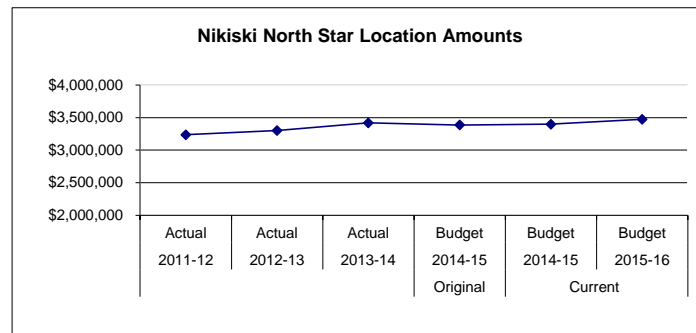 Nikiski North Star Location Amounts
$4,000,000
$3,500,000
$3,000,000
$2,500,000
$2,000,000
Actual Actual Actual Budget Budget Budget
2011-12 2012-13 2013-14 2014-15 2014-15 2015-16
Original Current